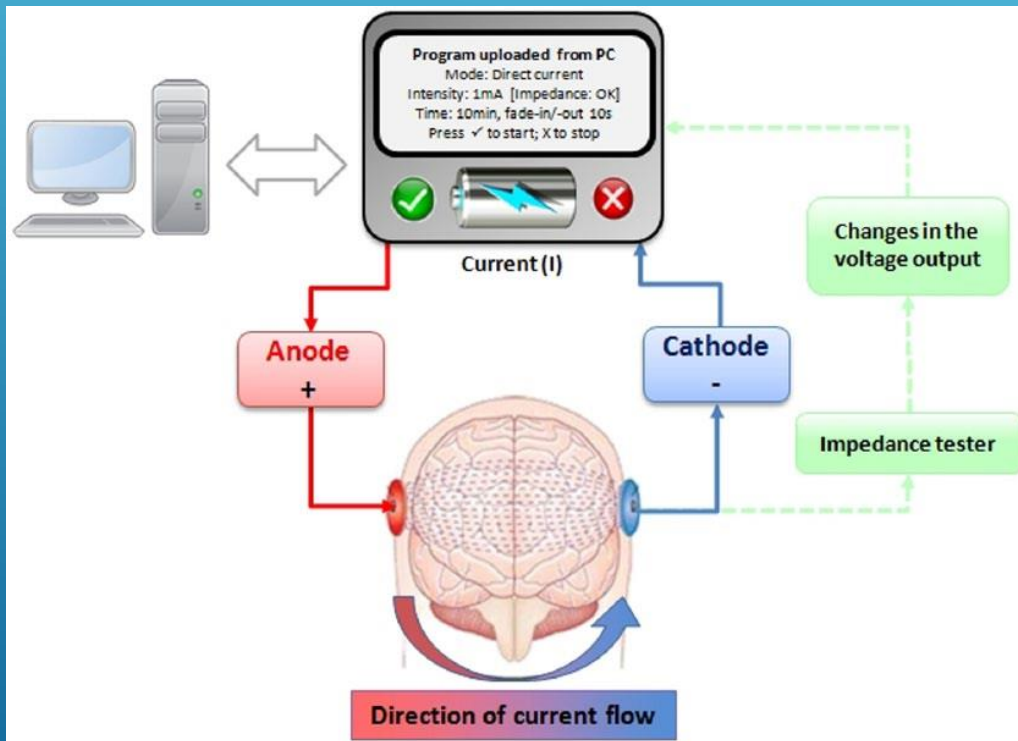 Program uploaded from PC
Mode: Direct current
Intensity: 1mA [Impedance: OK]
Time: 10min, fade-in/-out 10s
Press ✓ to start; X to stop
Current (I)
Changes in the
voltage output
Anode
+
Cathode
-
Impedance tester
Direction of current flow